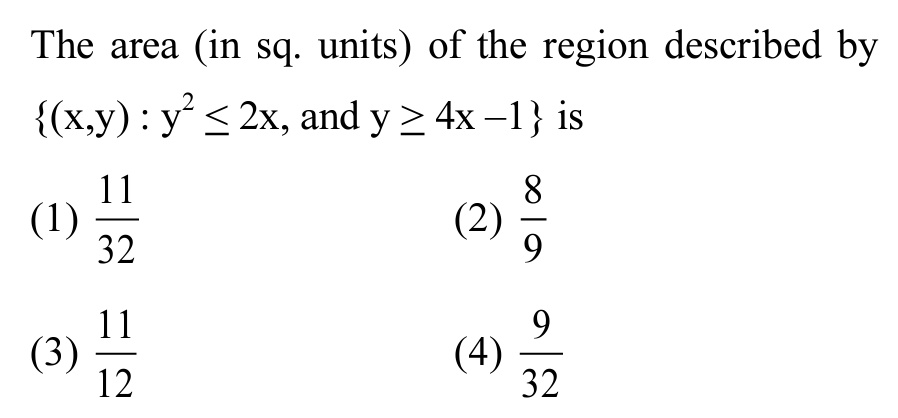 The area (in sq. units) of the region described by
{(x,y) : y² ≤ 2x, and y ≥ 4x –1} is
(1) 11/32 (2) 8/9
(3) 11/12 (4) 9/32